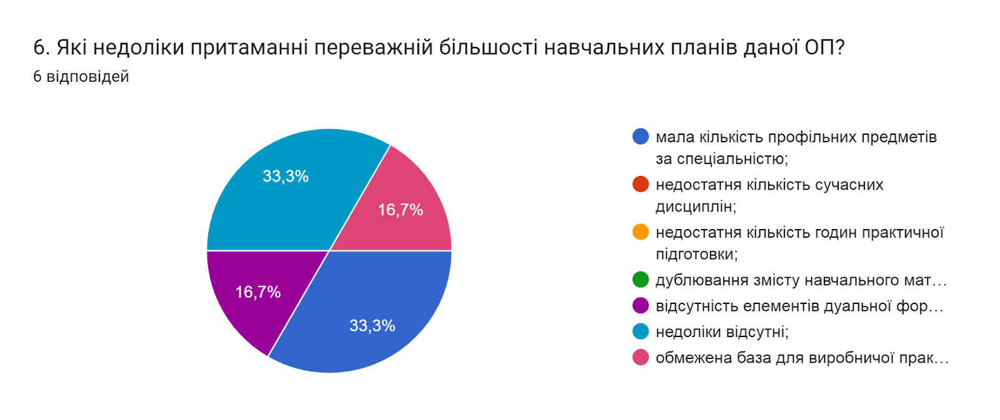 6. Які недоліки притаманні переважній більшості навчальних планів даної ОП?
6 відповідей
33,3%
16,7%
16,7%
33,3%
мала кількість профільних предметів
за спеціальністю;
недостатня кількість сучасних
дисциплін;
недостатня кількість годин практичної
підготовки;
дублювання змісту навчального мат…
відсутність елементів дуальної фор…
недоліки відсутні;
обмежена база для виробничої прак…